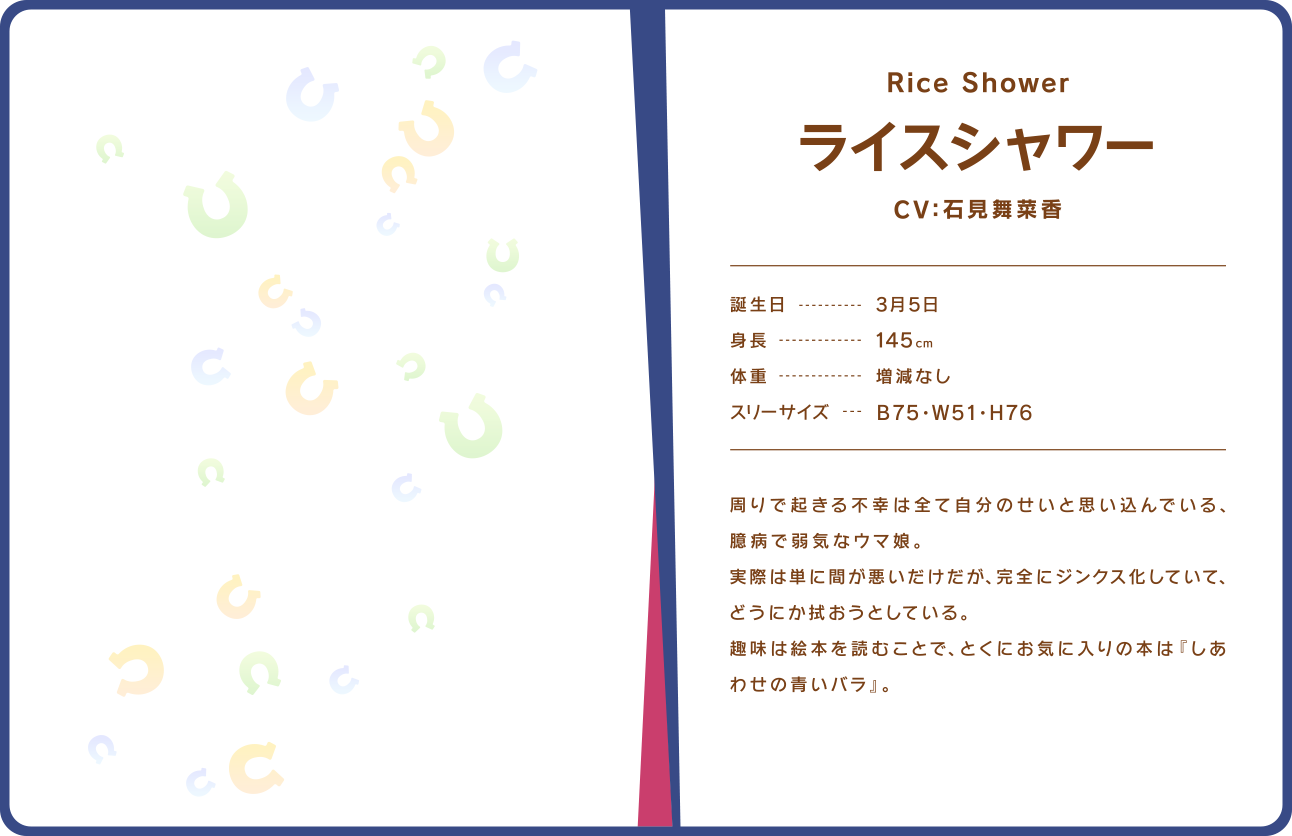 Rice Shower
ライスシャワー
CV:石見舞菜香
誕生日 ---------- 3月5日
身長 ------------- 145cm
体重 ------------- 増減なし
スリーサイズ --- B75・W51・H76
周りで起きる不幸は全て自分のせいと思い込んでいる、
臆病で弱気なウマ娘。
実際は単に間が悪いだけだが、完全にジンクス化していて、
どうにか拭おうとしている。
趣味は絵本を読むことで、とくにお気に入りの本は『しあ
わせの青いバラ』。